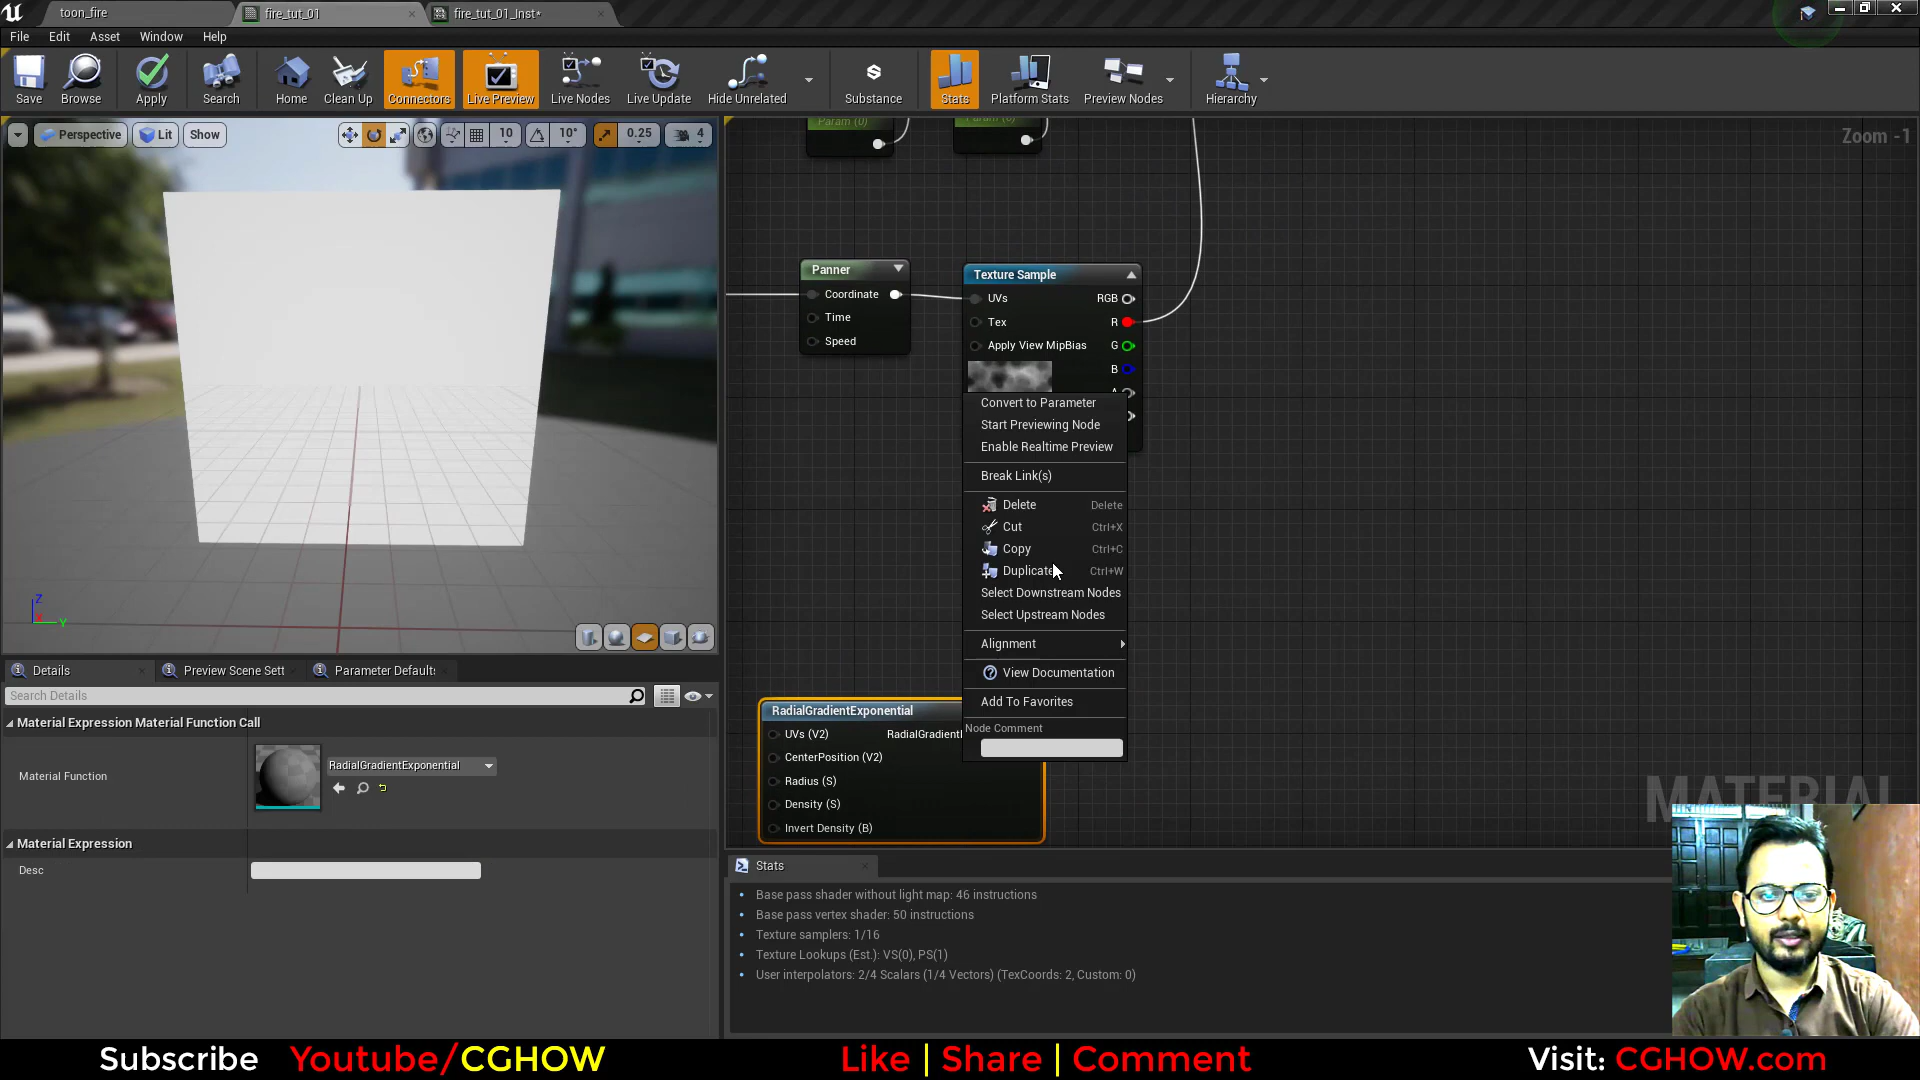 toon_fire
fire_tut_01
fire_tut_01_Inst*
File Edit Asset Window Help
Save Browse Apply Search Home Clean Up Connectors Live Preview Live Nodes Live Update Hide Unrelated Substance Stats Platform Stats Preview Nodes Hierarchy
Perspective Lit Show 10 10° 0.25 4
Param (0)
Zoom -1
Panner
Coordinate
Time
Speed
Texture Sample
UVs RGB
Tex R
Apply View MipBias G
B
Convert to Parameter
Start Previewing Node
Enable Realtime Preview
Break Link(s)
Delete Delete
Cut Ctrl+X
Copy Ctrl+C
Duplicate Ctrl+W
Select Downstream Nodes
Select Upstream Nodes
Alignment
View Documentation
Add To Favorites
Node Comment
RadialGradientExponential
UVs (V2)
CenterPosition (V2)
Radius (S)
Density (S)
Invert Density (B)
MATERIAL
Z
Y
Details Preview Scene Sett Parameter Default
Search Details
Material Expression Material Function Call
Material Function RadialGradientExponential
Material Expression
Desc
Stats
• Base pass shader without light map: 46 instructions
• Base pass vertex shader: 50 instructions
• Texture samplers: 1/16
• Texture Lookups (Est.): VS(0), PS(1)
• User interpolators: 2/4 Scalars (1/4 Vectors) (TexCoords: 2, Custom: 0)
Subscribe Youtube/CGHOW Like | Share | Comment Visit: CGHOW.com